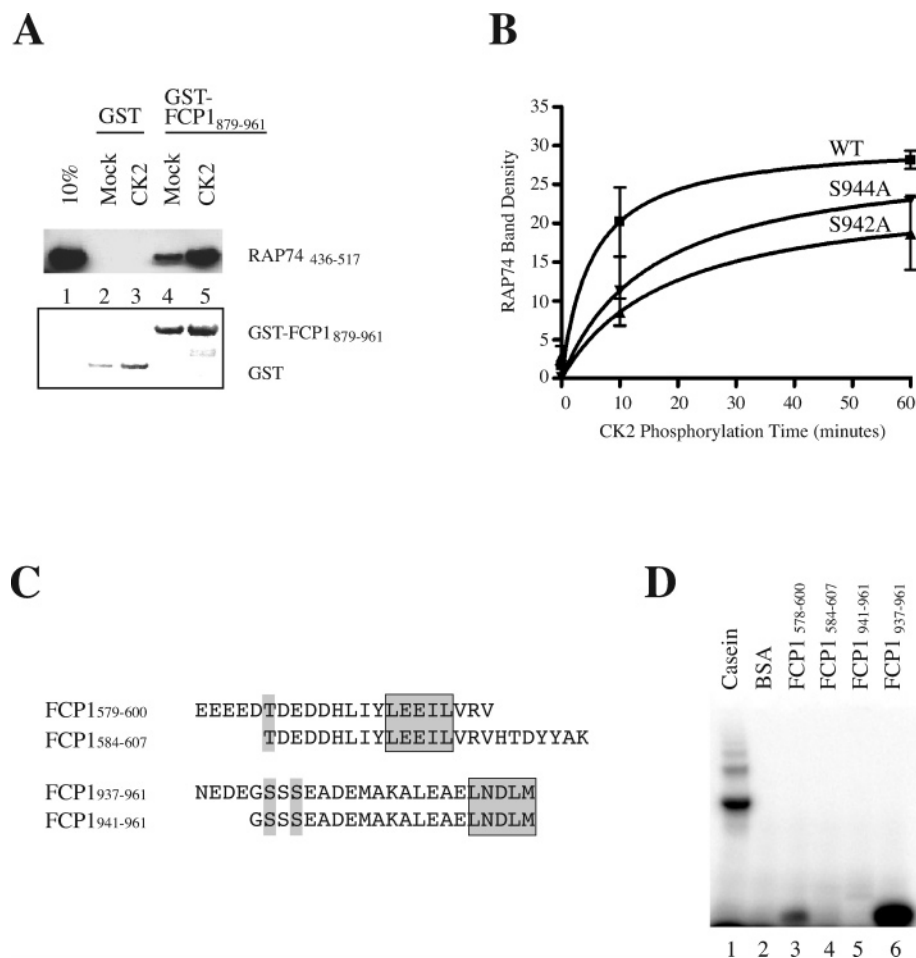 A
GST
GST-
FCP1879-961
10%
Mock
CK2
Mock
CK2
RAP74 436-517
1 2 3 4 5
GST-FCP1879-961
GST
B
RAP74 Band Density
35
30
25
20
15
10
5
0
WT
S944A
S942A
0 10 20 30 40 50 60
CK2 Phosphorylation Time (minutes)
C
FCP1579-600 EEEEDTDEDDHLIYLEEILVRV
FCP1584-607 TDEDDHLIYLEEILVRVHTDYYAK
FCP1937-961 NEDEGSSSEADEMAKALEAELNDLM
FCP1941-961 GSSSEADEMAKALEAELNDLM
D
Casein
BSA
FCP1 578-600
FCP1 584-607
FCP1 941-961
FCP1 937-961
1 2 3 4 5 6